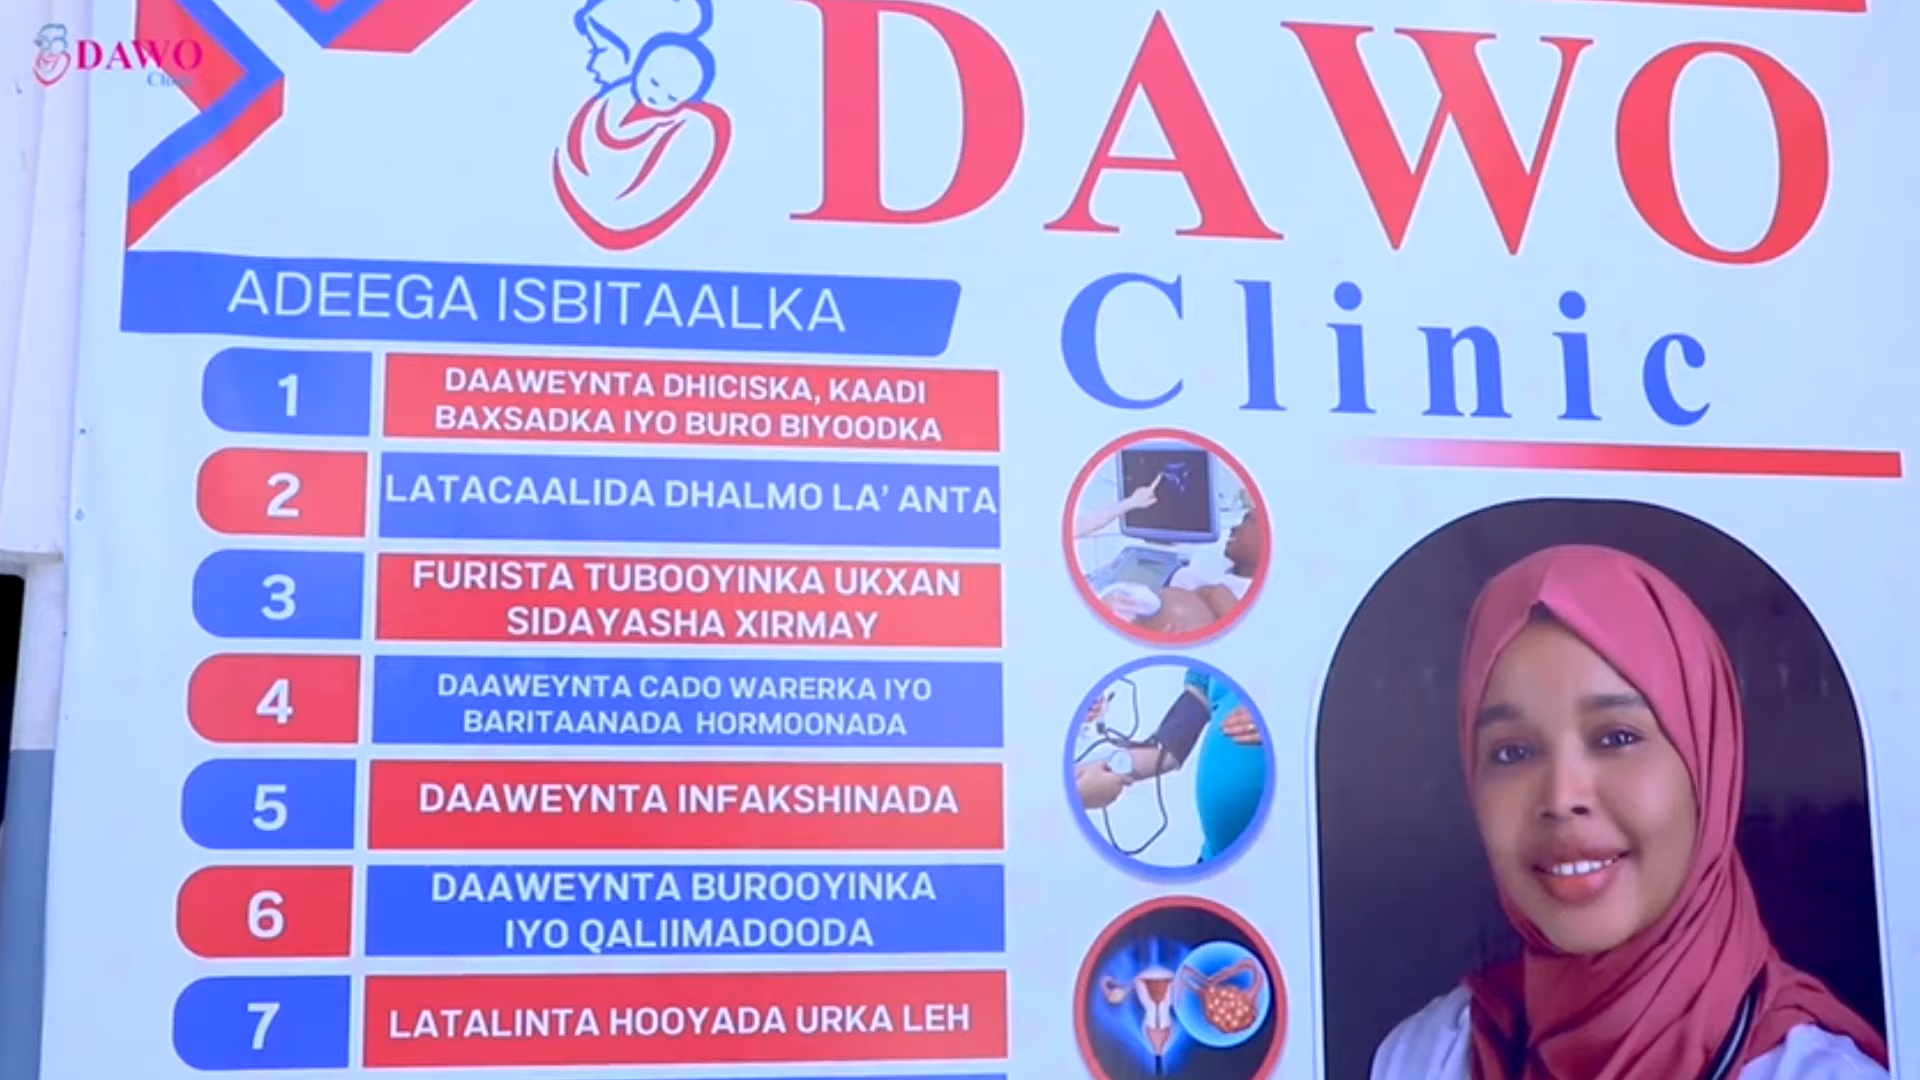 DAWO
DAWO
Clinic
ADEEGA ISBITAALKA
1
DAAWEYNTA DHICISKA, KAADI
BAXSADKA IYO BURO BIYOODKA
2
LATACAALIDA DHALMO LA' ANTA
3
FURISTA TUBOOYINKA UKXAN
SIDAYASHA XIRMAY
4
DAAWEYNTA CADO WARERKA IYO
BARITAANADA HORMOONADA
5
DAAWEYNTA INFAKSHINADA
6
DAAWEYNTA BUROOYINKA
IYO QALIIMADOODA
7
LATALINTA HOOYADA URKA LEH